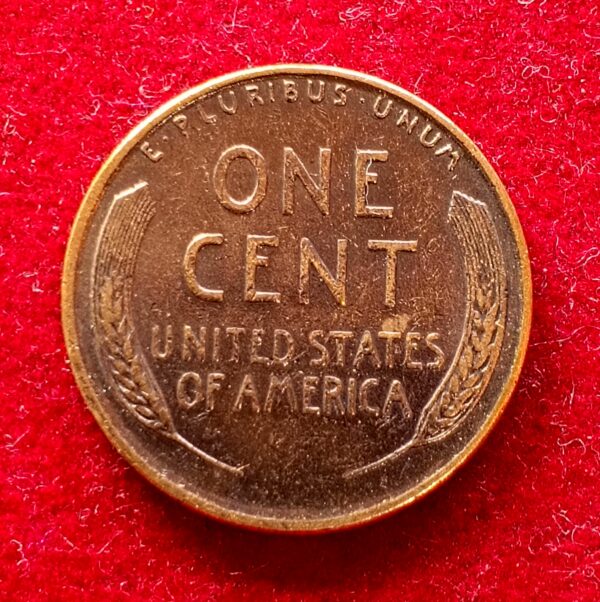 E · PLURIBUS · UNUM
ONE
CENT
UNITED STATES
OF AMERICA